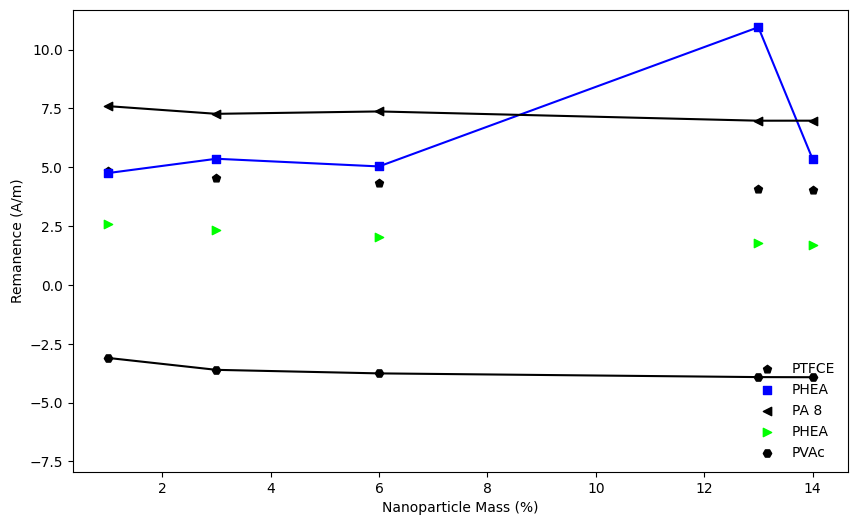 10.0
7.5
5.0
2.5
0.0
−2.5
−5.0
−7.5
Remanence (A/m)
2
4
6
8
10
12
14
Nanoparticle Mass (%)
PTFCE
PHEA
PA 8
PHEA
PVAc